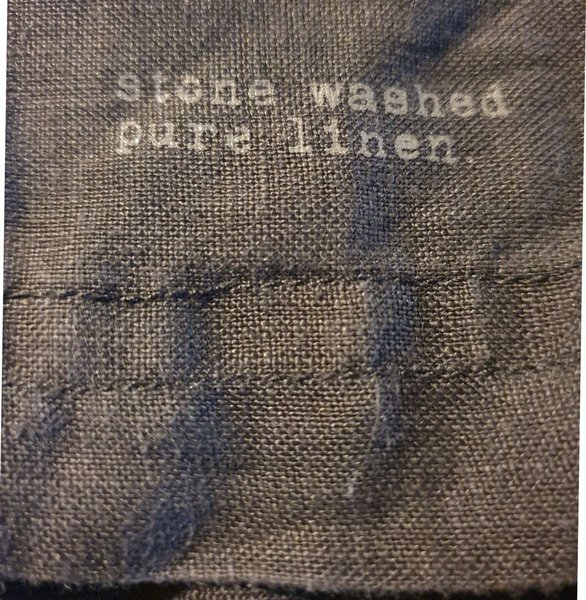 stone washed
pure linen.